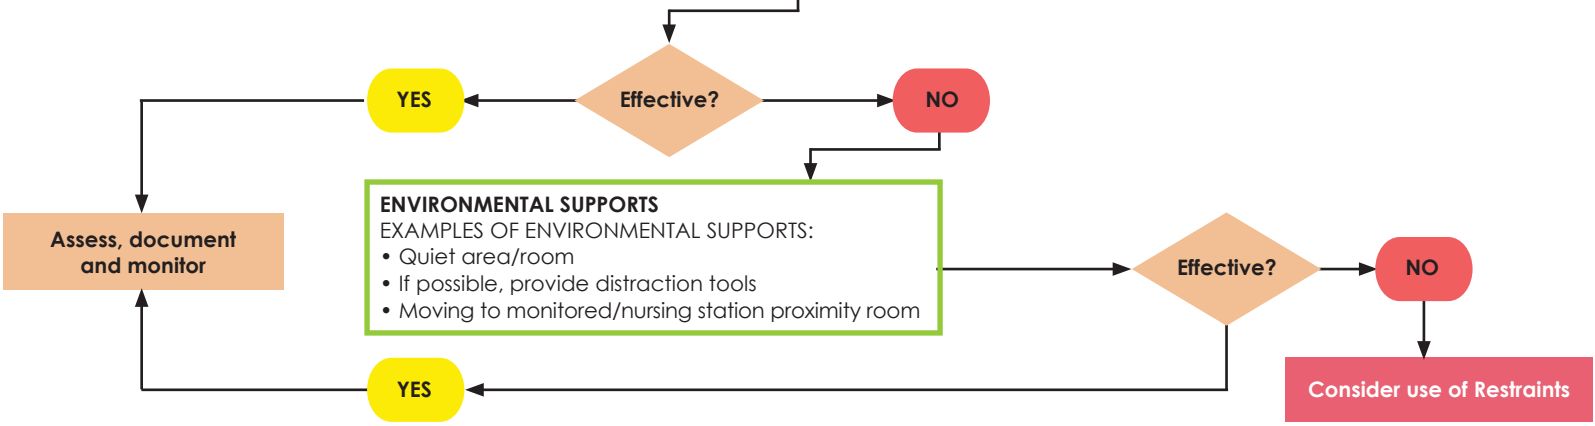 YES
Effective?
NO
ENVIRONMENTAL SUPPORTS
EXAMPLES OF ENVIRONMENTAL SUPPORTS:
• Quiet area/room
• If possible, provide distraction tools
• Moving to monitored/nursing station proximity room
Assess, document
and monitor
Effective?
NO
YES
Consider use of Restraints